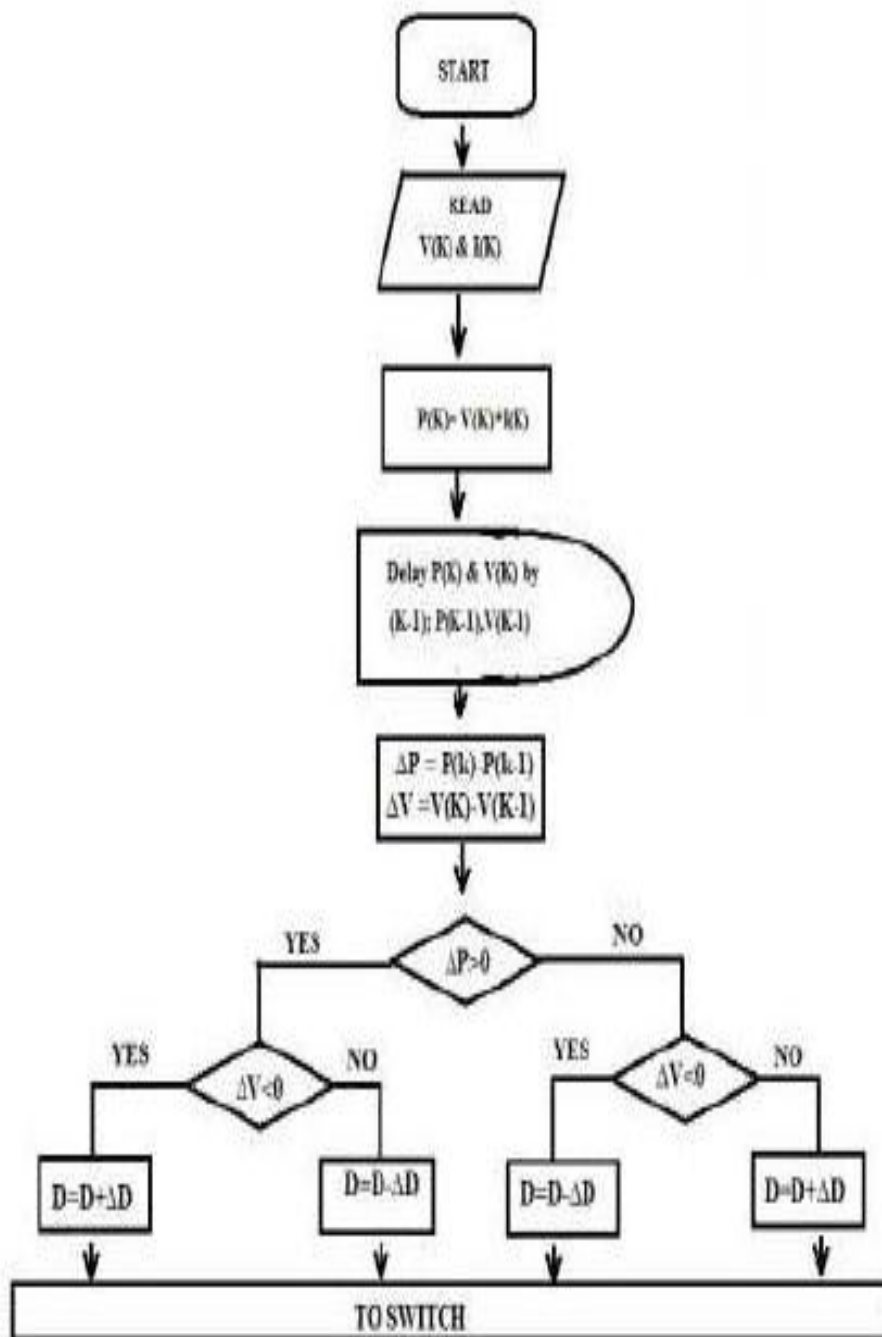 START
READ
V(K) & I(K)
P(K)= V(K)*I(K)
Delay P(K) & V(K) by
(K-1); P(K-1),V(K-1)
ΔP = P(k)-P(k-1)
ΔV =V(K)-V(K-1)
YES
ΔP>0
NO
YES
ΔV<0
NO
YES
ΔV<0
NO
D=D+ΔD
D=D-ΔD
D=D-ΔD
D=D+ΔD
TO SWITCH